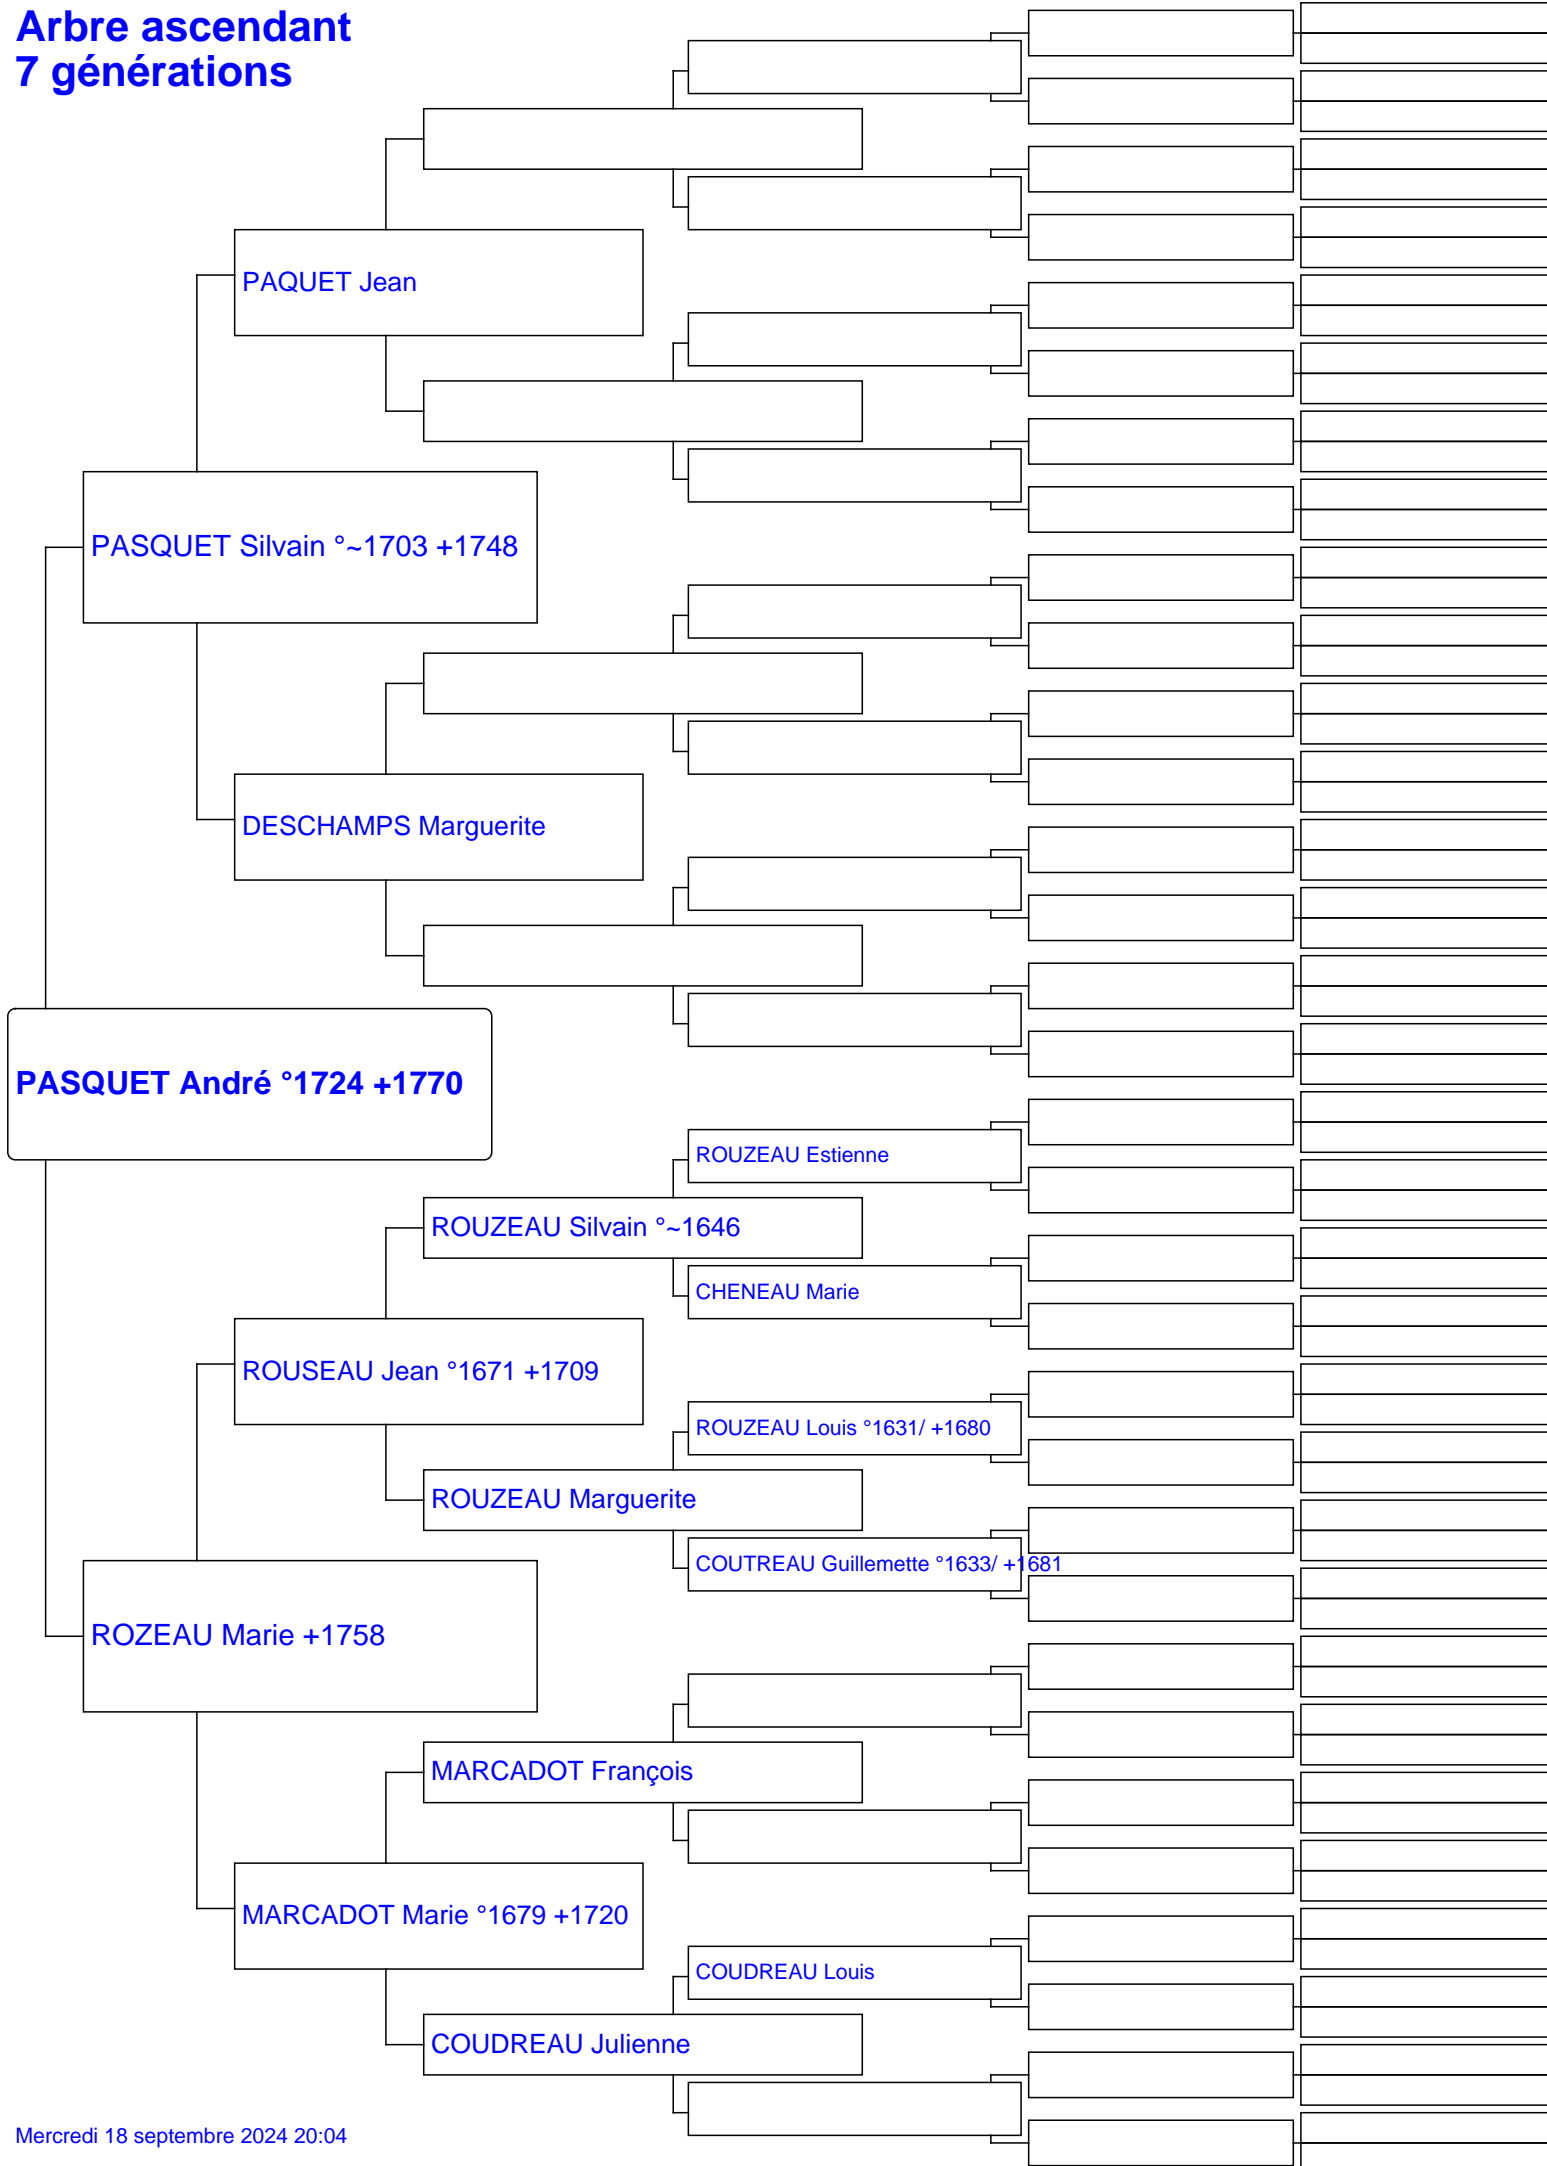 Arbre ascendant
7 générations
PAQUET Jean
PASQUET Silvain °~1703 +1748
DESCHAMPS Marguerite
PASQUET André °1724 +1770
ROUZEAU Estienne
ROUZEAU Silvain °~1646
CHENEAU Marie
ROUSEAU Jean °1671 +1709
ROUZEAU Louis °1631/ +1680
ROUZEAU Marguerite
COUTREAU Guillemette °1633/ +1681
ROZEAU Marie +1758
MARCADOT François
MARCADOT Marie °1679 +1720
COUDREAU Louis
COUDREAU Julienne
Mercredi 18 septembre 2024 20:04